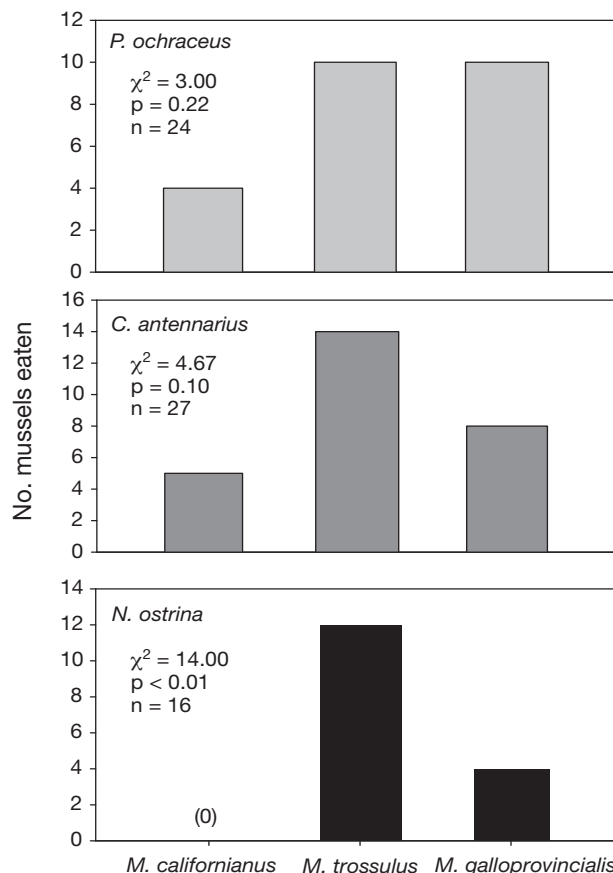 No. mussels eaten
12
10
8
6
4
2
0
P. ochraceus
χ² = 3.00
p = 0.22
n = 24
16
14
12
10
8
6
4
2
0
C. antennarius
χ² = 4.67
p = 0.10
n = 27
14
12
10
8
6
4
2
0
N. ostrina
χ² = 14.00
p < 0.01
n = 16
(0)
M. californianus M. trossulus M. galloprovincialis